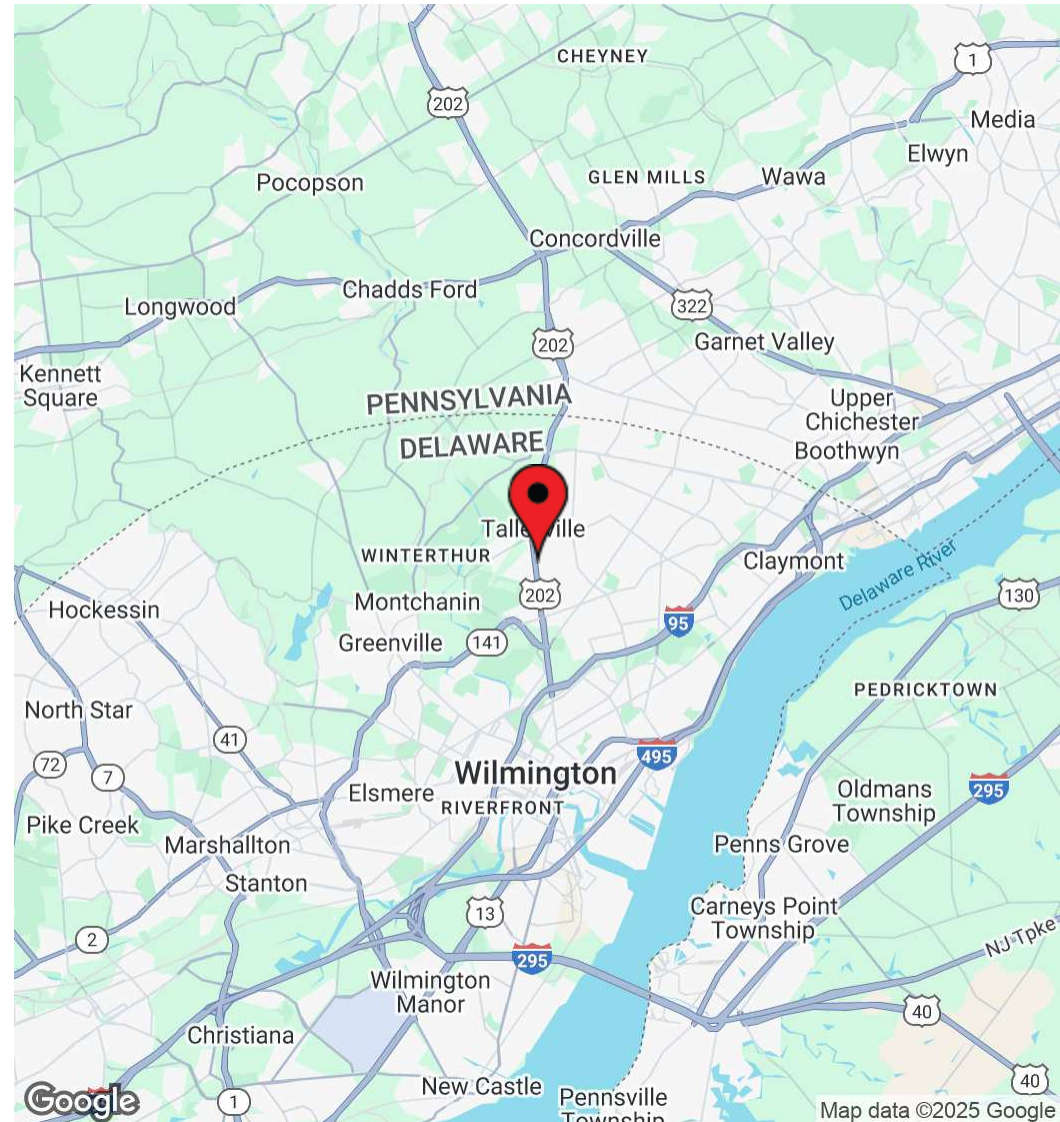 CHEYNEY
1
202
Media
Elwyn
Pocopson
GLEN MILLS
Wawa
Concordville
Chadds Ford
Longwood
322
202
Garnet Valley
Kennett
Square
PENNSYLVANIA
Upper
Chichester
DELAWARE
Boothwyn
WINTERTHUR
Claymont
Delaware River
202
130
Montchanin
Hockessin
95
Greenville
141
PEDRICKTOWN
North Star
41
495
72
7
Wilmington
Elsmere
RIVERFRONT
Oldmans
Township
295
Pike Creek
Marshallton
Penns Grove
Stanton
13
Carneys Point
Township
2
NJ Tpke
295
Wilmington
Manor
40
Christiana
New Castle
40
Pennsville
Township
1
Google
Map data ©2025 Google